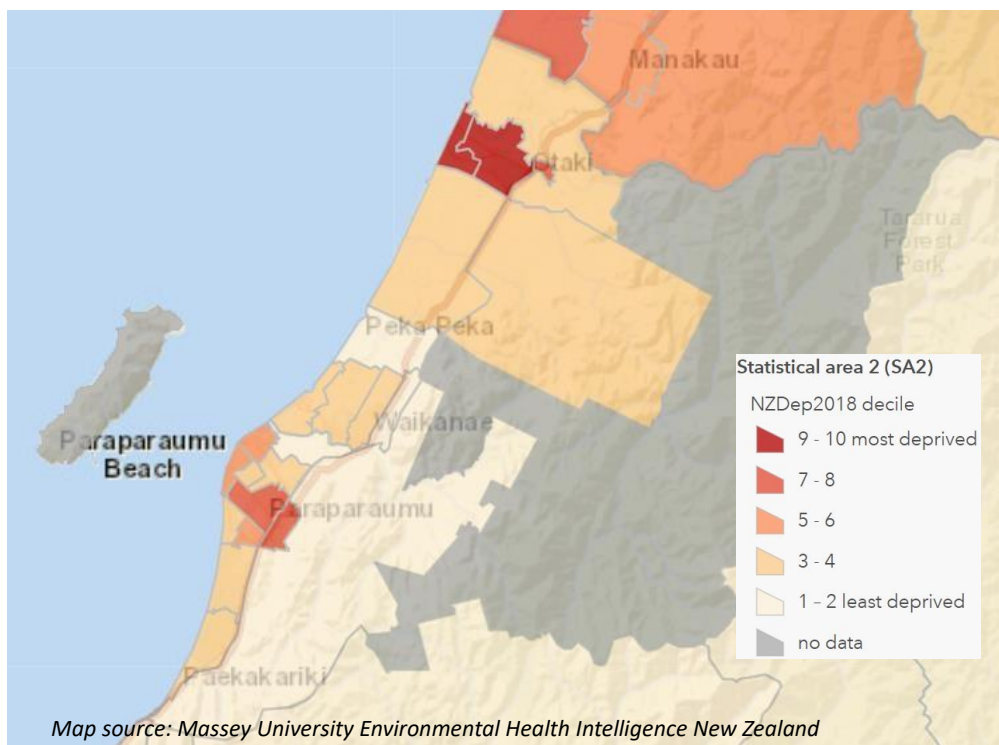 Manakau
Otaki
Tararua
Forest
Park
Peka Peka
Waikanae
Paraparaumu
Beach
Paraparaumu
Paekakariki
Statistical area 2 (SA2)
NZDep2018 decile
9 - 10 most deprived
7 - 8
5 - 6
3 - 4
1 – 2 least deprived
no data
Map source: Massey University Environmental Health Intelligence New Zealand